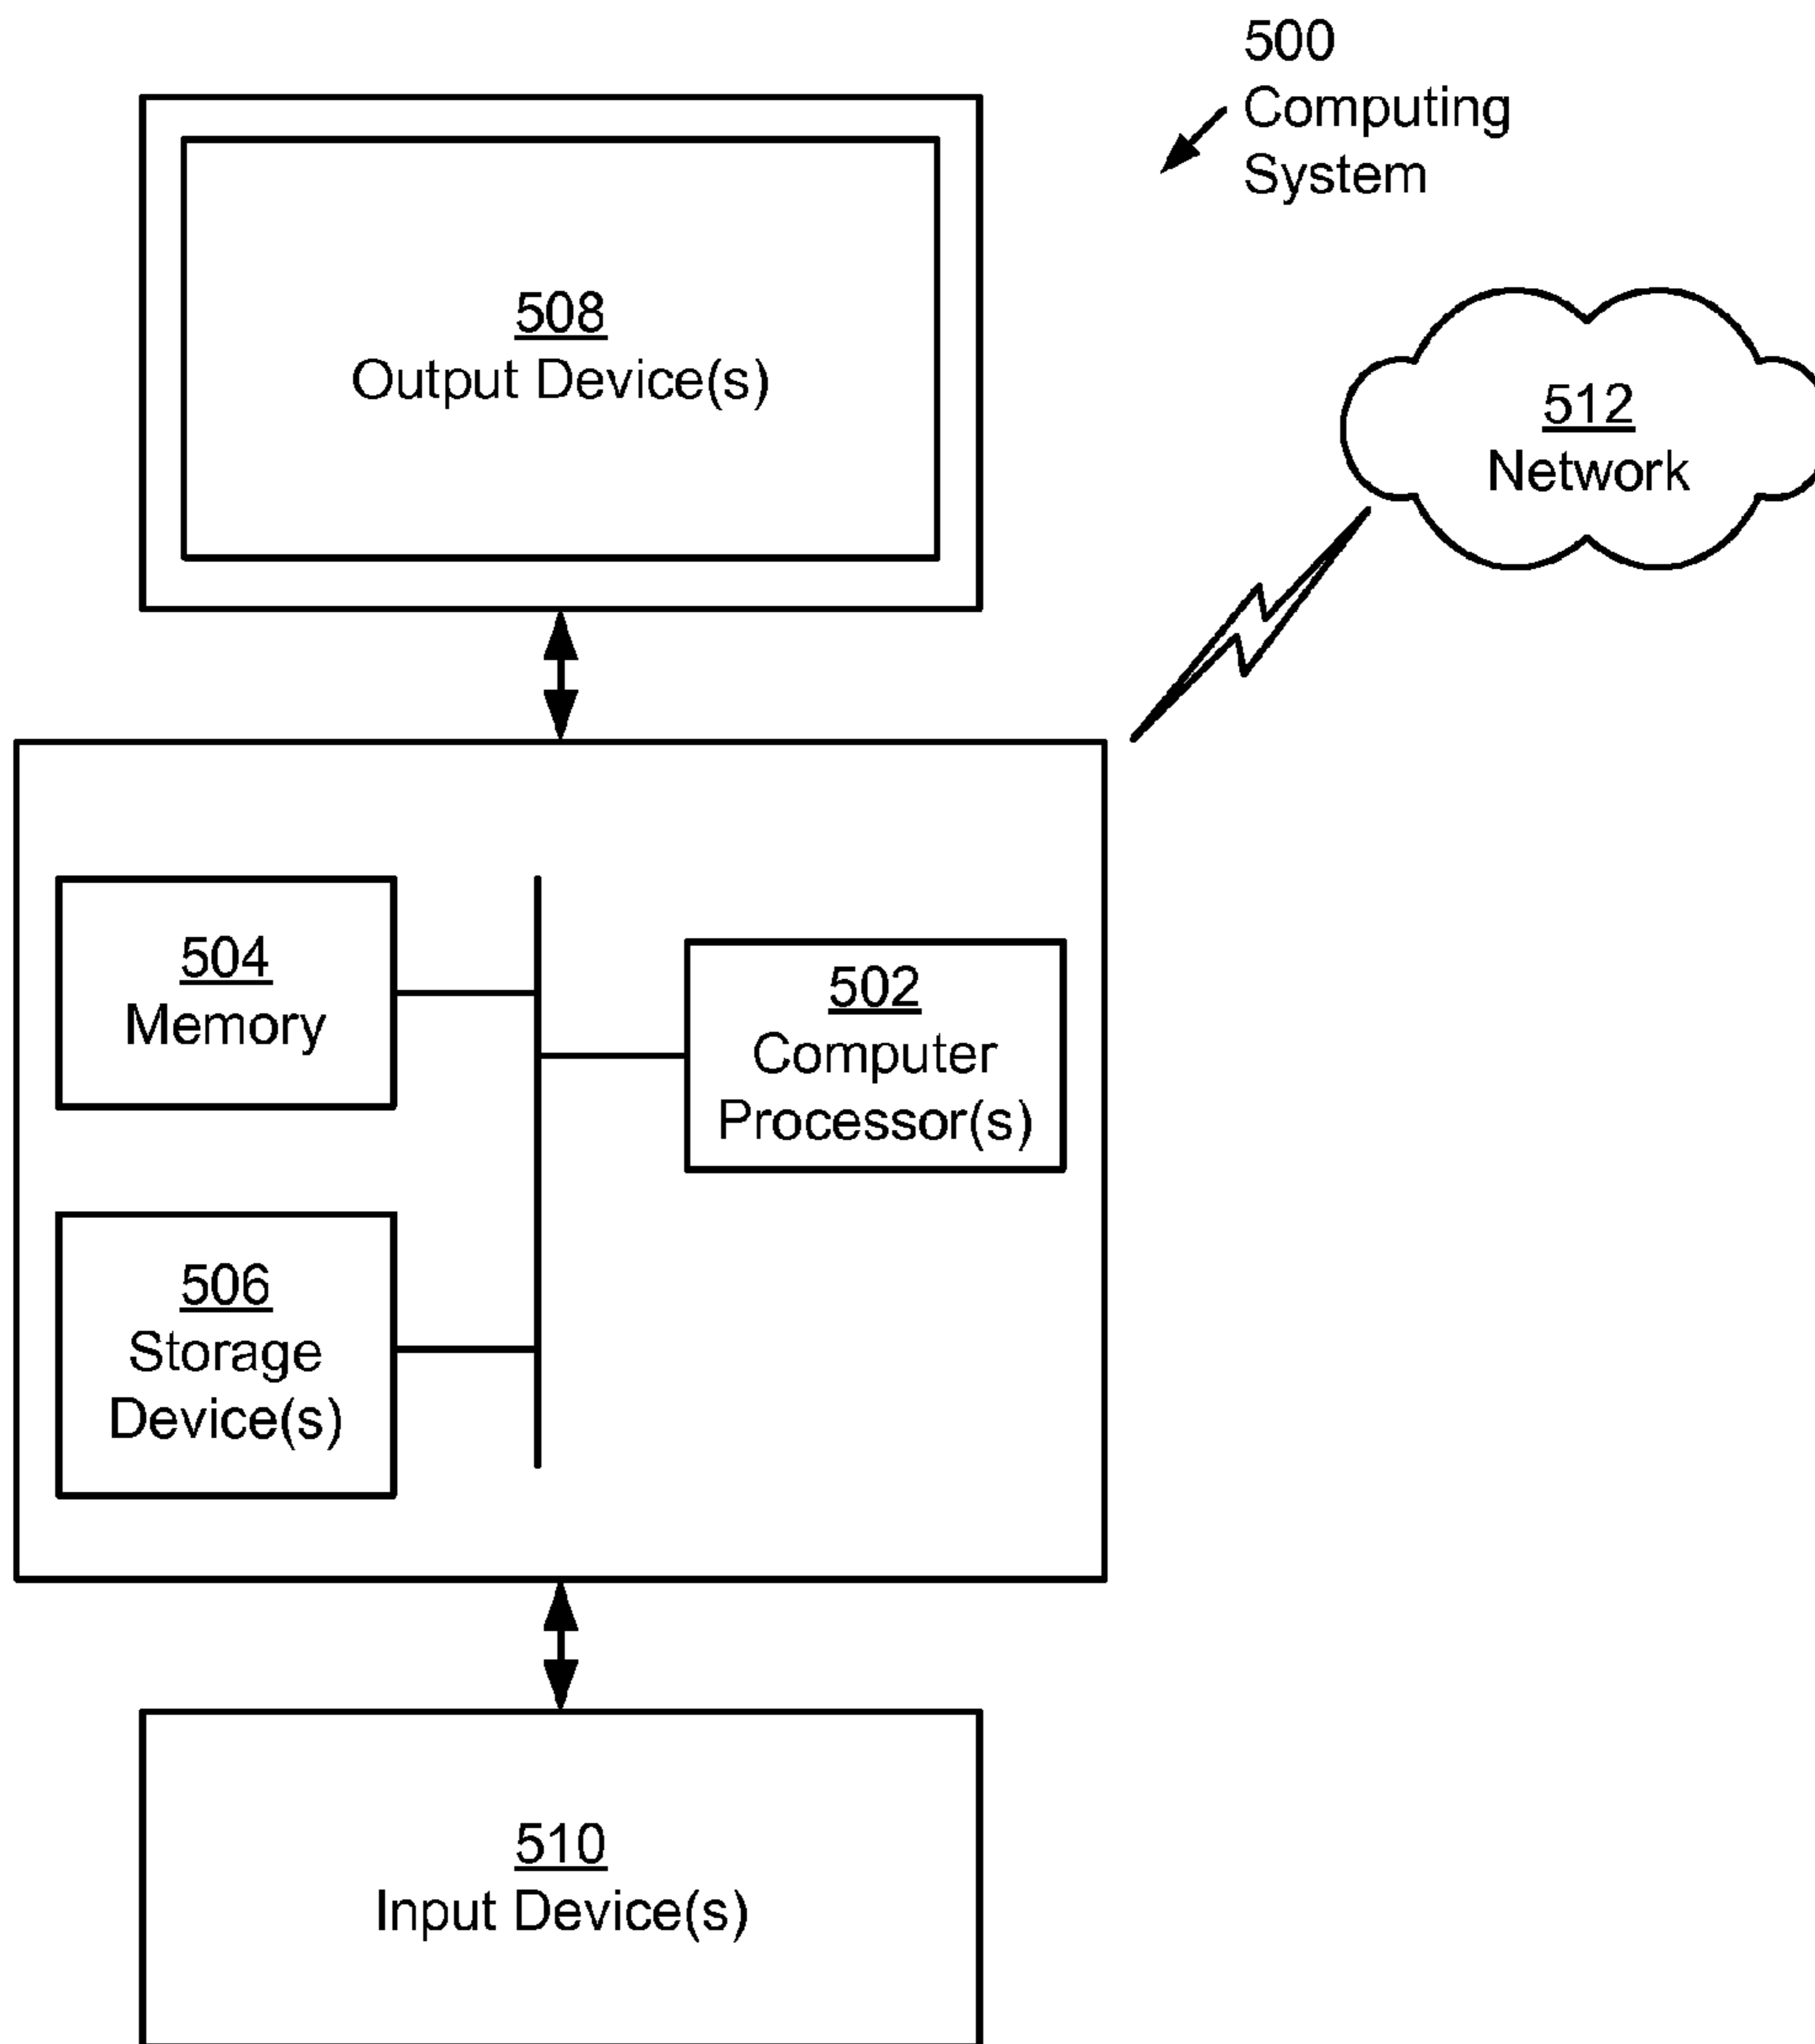 500
Computing
System
508
Output Device(s)
512
Network
504
Memory
502
Computer
Processor(s)
506
Storage
Device(s)
510
Input Device(s)